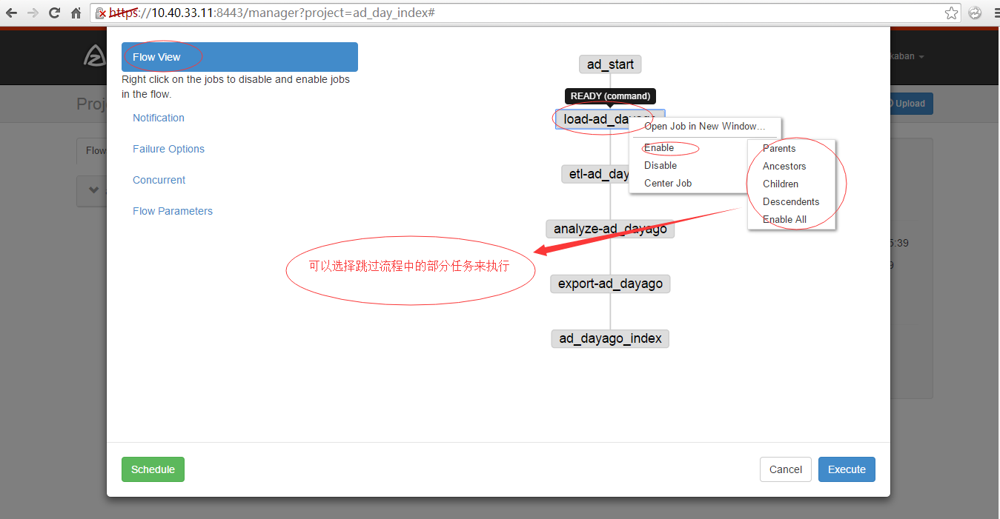 https://10.40.33.11:8443/manager?project=ad_day_index#
kaban
Proj
Upload
Flow
Flow View
Right click on the jobs to disable and enable jobs
in the flow.
Notification
Failure Options
Concurrent
Flow Parameters
ad_start
READY (command)
load-ad_dayago
Open Job in New Window...
Enable
Disable
Center Job
Parents
Ancestors
Children
Descendents
Enable All
etl-ad_day
analyze-ad_dayago
5:39
9
可以选择跳过流程中的部分任务来执行
export-ad_dayago
ad_dayago_index
Schedule
Cancel
Execute